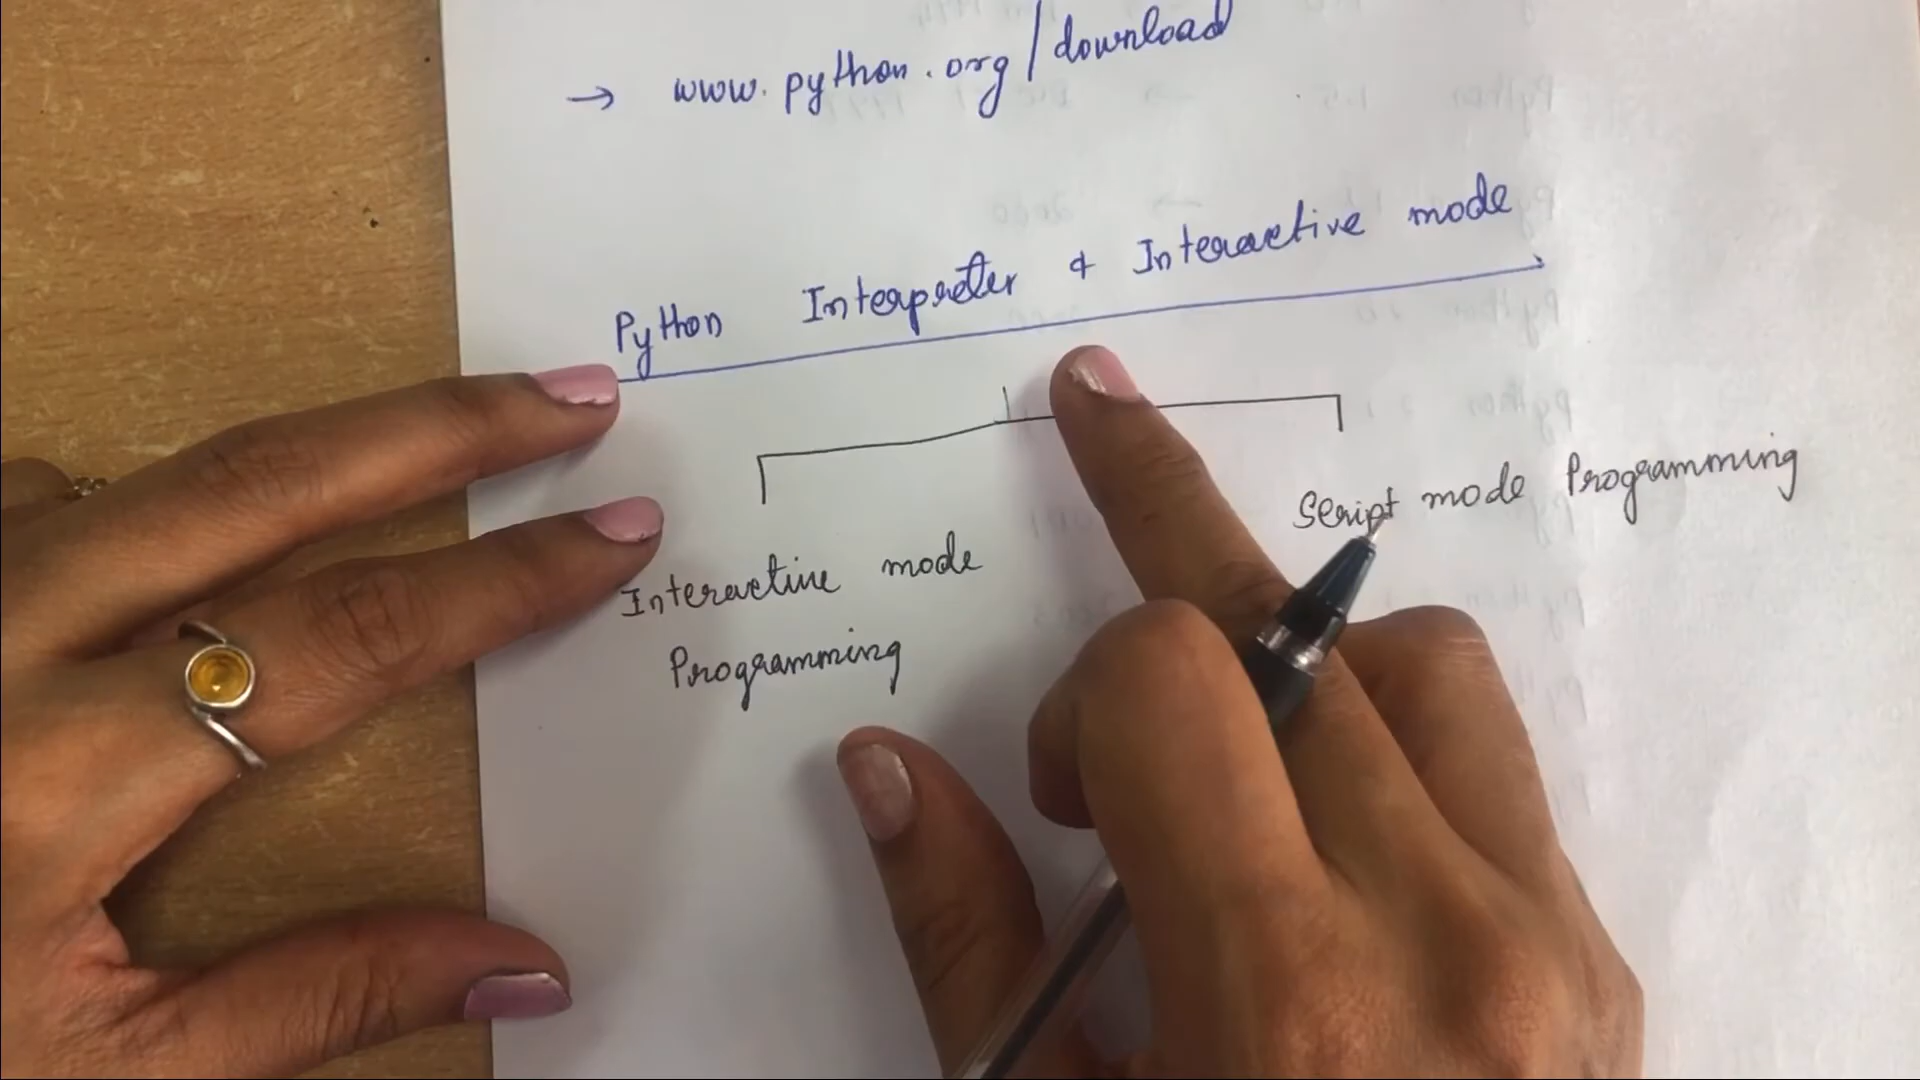 → www.python.org/download
Python Interpreter & Interactive mode
Interactive mode
Programming
Script mode Programming